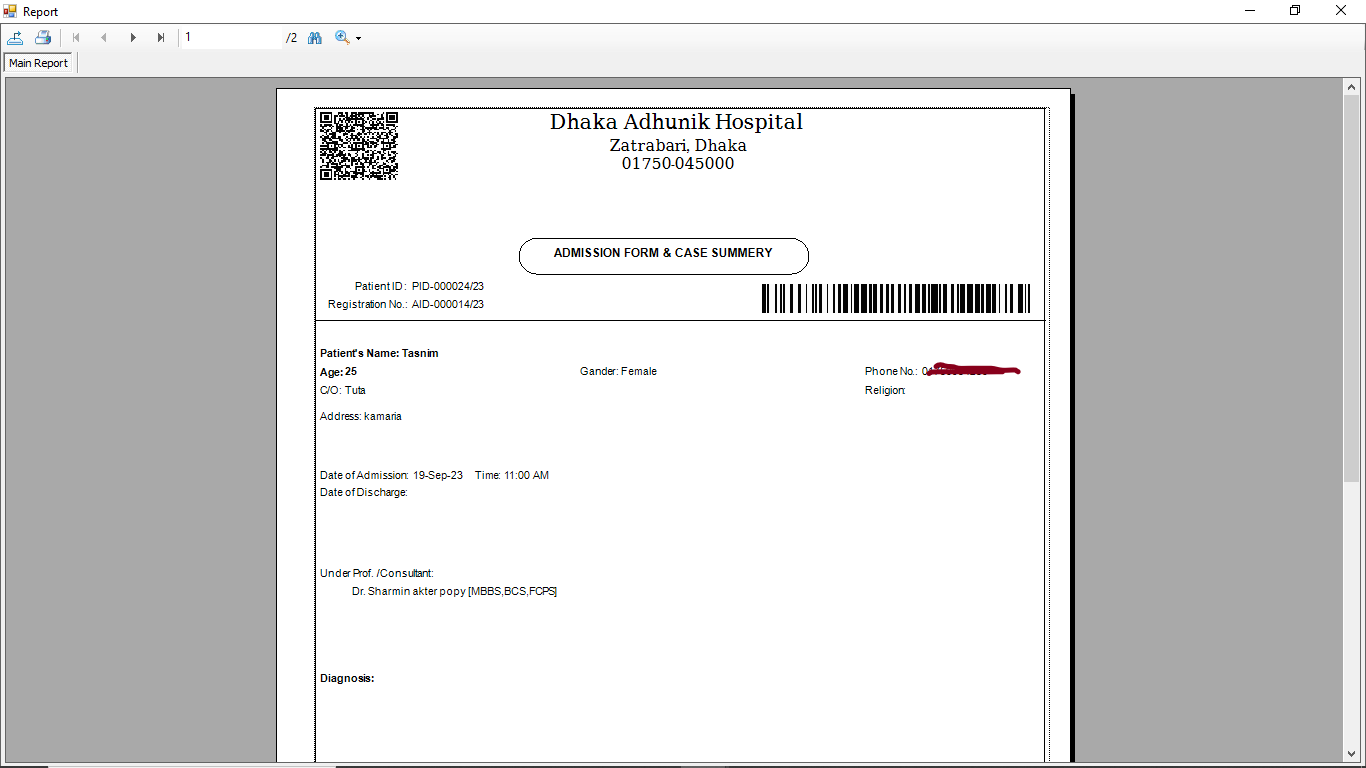 Report
1 /2
Main Report
Dhaka Adhunik Hospital
Zatrabari, Dhaka
01750-045000
ADMISSION FORM & CASE SUMMERY
Patient ID: PID-000024/23
Registration No.: AID-000014/23
Patient's Name: Tasnim
Age: 25 Gander: Female Phone No.:
C/O: Tuta Religion:
Address: kamaria
Date of Admission: 19-Sep-23 Time: 11:00 AM
Date of Discharge:
Under Prof. /Consultant:
Dr. Sharmin akter popy [MBBS,BCS,FCPS]
Diagnosis: